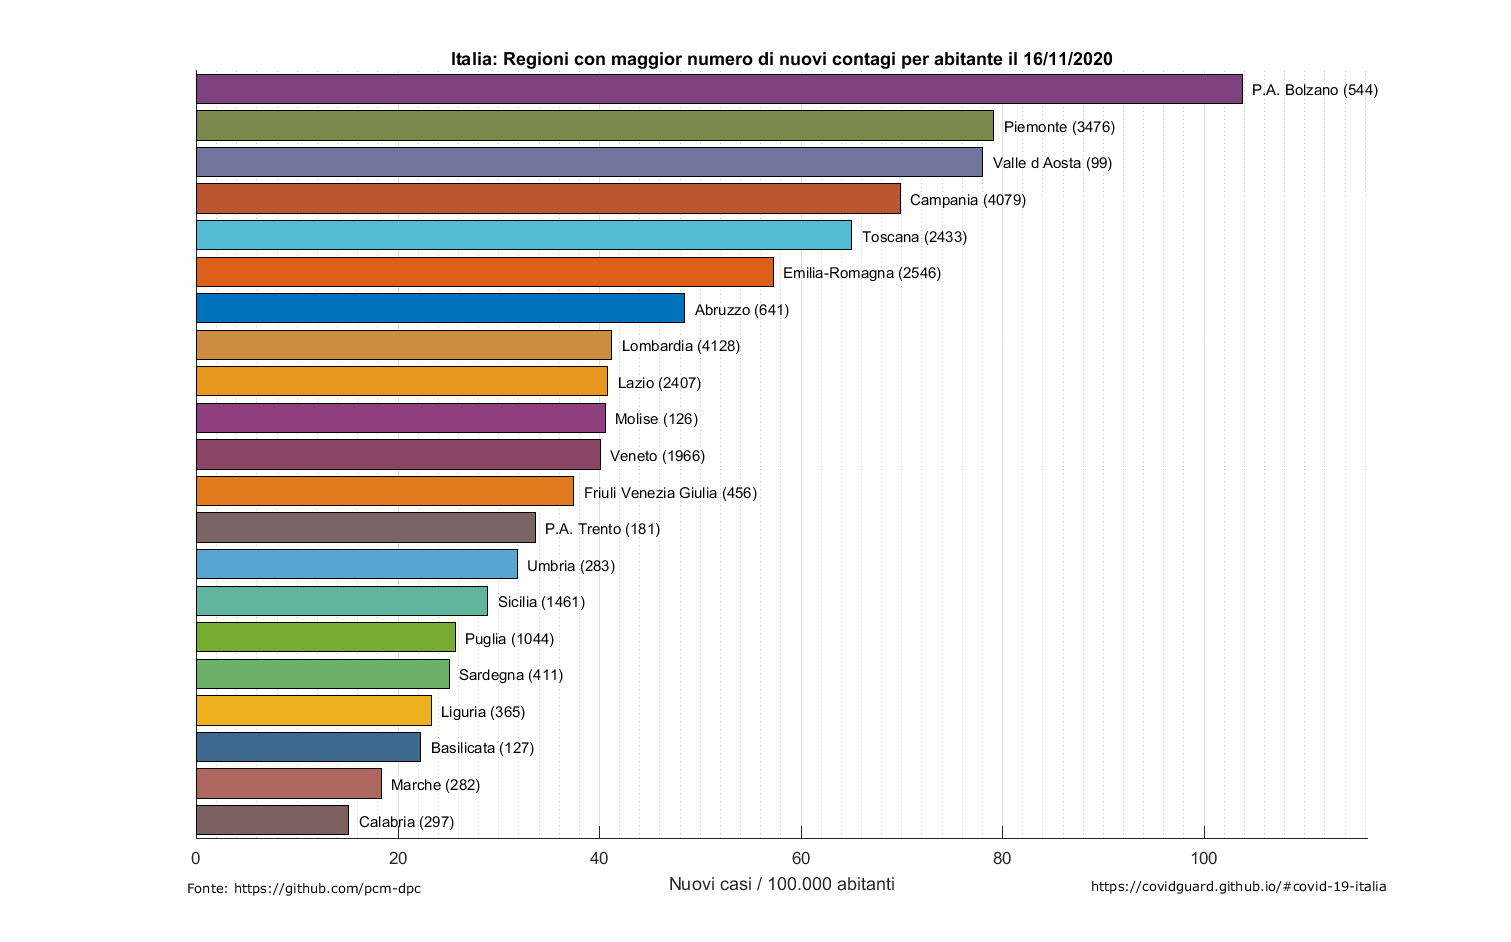 Italia: Regioni con maggior numero di nuovi contagi per abitante il 16/11/2020
P.A. Bolzano (544)
Piemonte (3476)
Valle d Aosta (99)
Campania (4079)
Toscana (2433)
Emilia-Romagna (2546)
Abruzzo (641)
Lombardia (4128)
Lazio (2407)
Molise (126)
Veneto (1966)
Friuli Venezia Giulia (456)
P.A. Trento (181)
Umbria (283)
Sicilia (1461)
Puglia (1044)
Sardegna (411)
Liguria (365)
Basilicata (127)
Marche (282)
Calabria (297)
0 20 40 60 80 100
Nuovi casi / 100.000 abitanti
Fonte: https://github.com/pcm-dpc
https://covidguard.github.io/#covid-19-italia